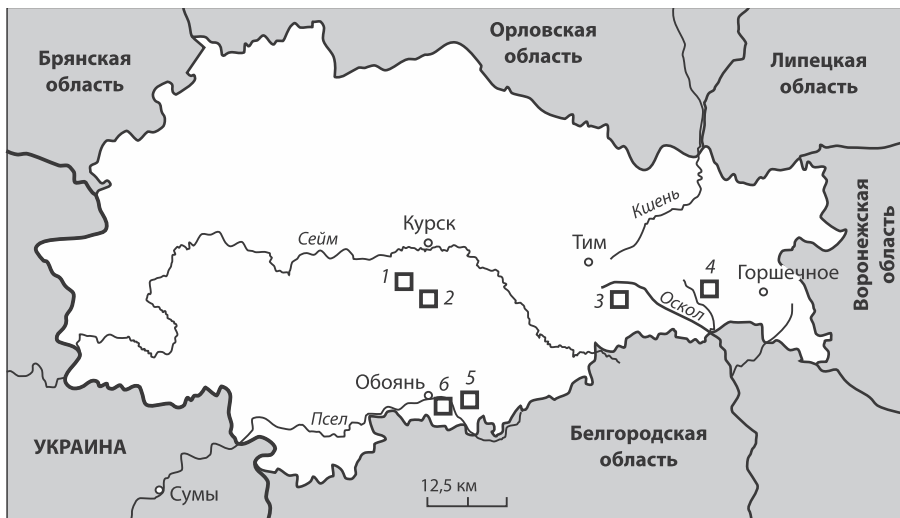 Орловская
область
Брянская
область
Липецкая
область
Воронежская
область
Кшень
Курск
Сейм
Тим
1
2
3
Оскол
4
Горшечное
Обоянь
6
5
Псел
УКРАИНА
Белгородская
область
Сумы
12,5 км